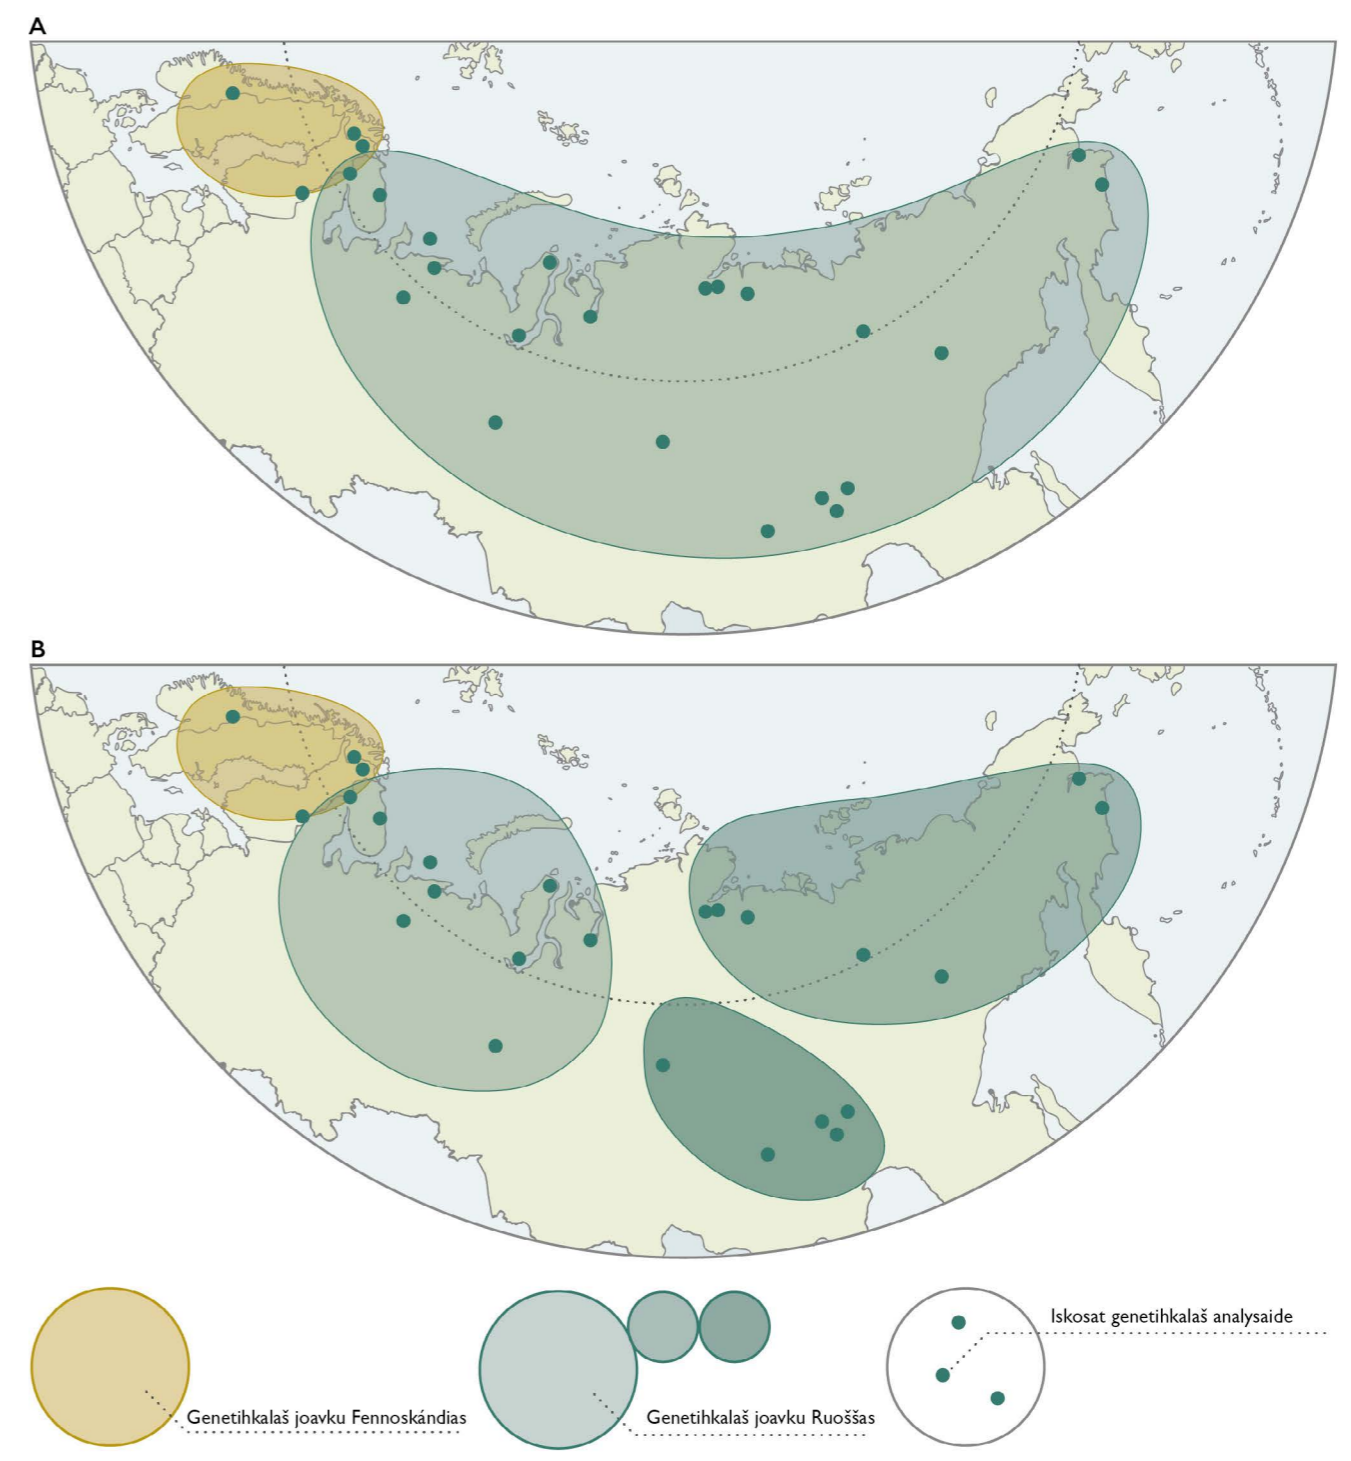 A
B
Iskosat genetihkalaš analysaide
Genetihkalaš joavku Fennoskándias
Genetihkalaš joavku Ruoššas